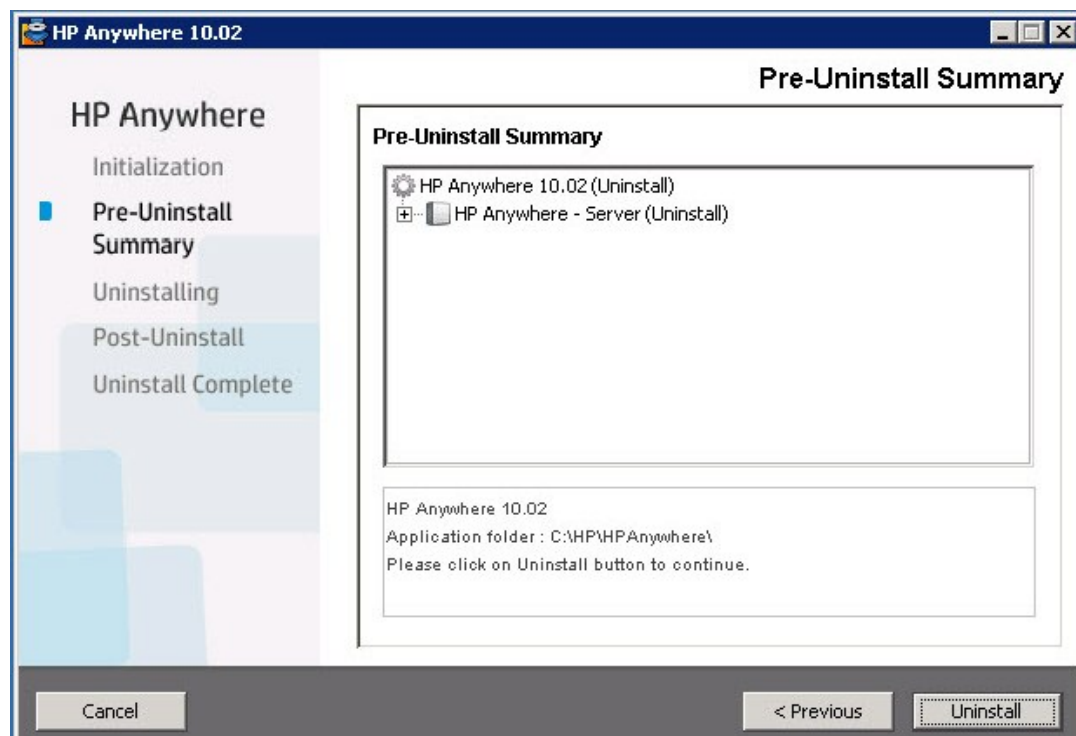 HP Anywhere 10.02
Pre-Uninstall Summary
HP Anywhere
Initialization
Pre-Uninstall
Summary
Uninstalling
Post-Uninstall
Uninstall Complete
Pre-Uninstall Summary
HP Anywhere 10.02 (Uninstall)
HP Anywhere - Server (Uninstall)
HP Anywhere 10.02
Application folder : C:\HP\HPAnywhere\
Please click on Uninstall button to continue.
Cancel
< Previous
Uninstall